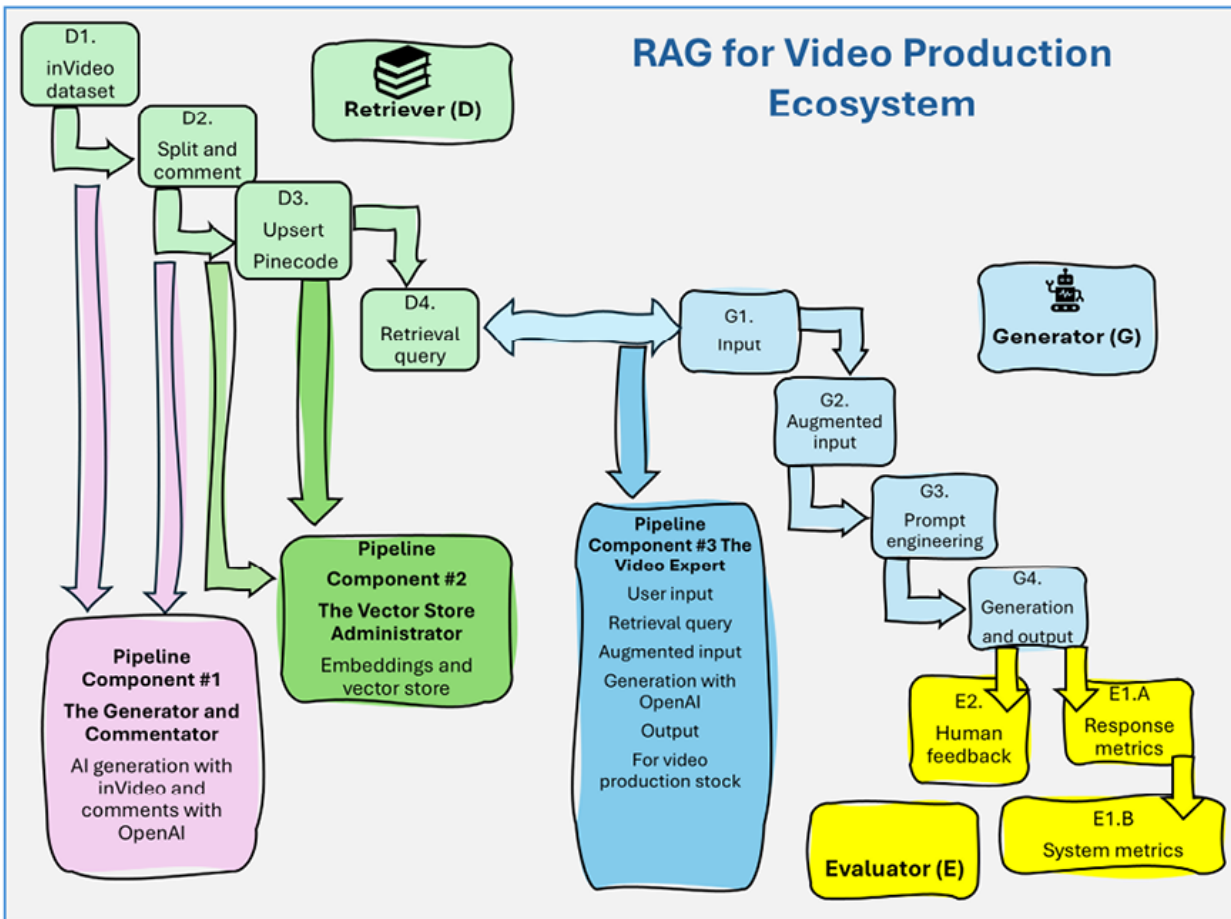 RAG for Video Production
Ecosystem
D1.
inVideo
dataset
Retriever (D)
D2.
Split and
comment
D3.
Upsert
Pinecode
D4.
Retrieval
query
G1.
Input
Generator (G)
G2.
Augmented
input
G3.
Prompt
engineering
G4.
Generation
and output
Pipeline
Component #1
The Generator and
Commentator
AI generation with
inVideo and
comments with
OpenAI
Pipeline
Component #2
The Vector Store
Administrator
Embeddings and
vector store
Pipeline
Component #3 The
Video Expert
User input
Retrieval query
Augmented input
Generation with
OpenAI
Output
For video
production stock
E2.
Human
feedback
E1.A
Response
metrics
E1.B
System metrics
Evaluator (E)